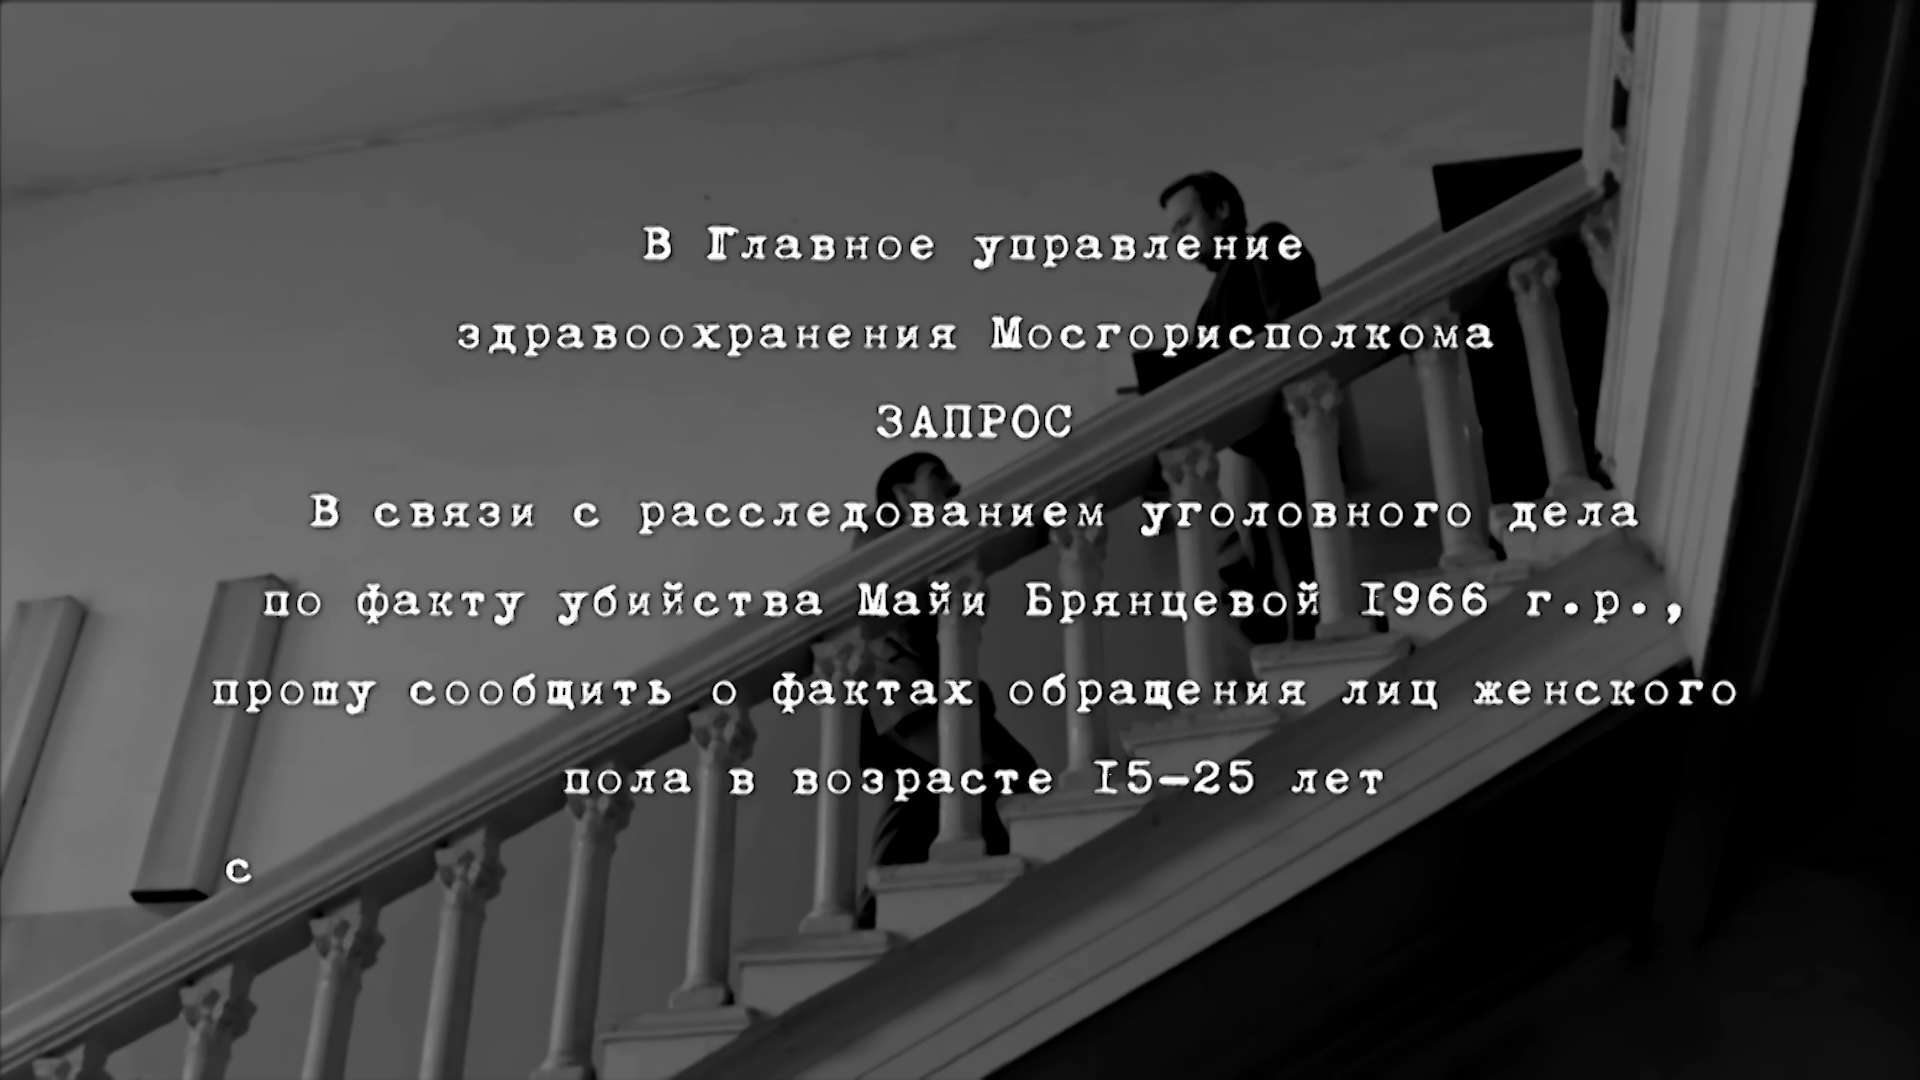 В Главное управление
здравоохранения Мосгорисполкома
ЗАПРОС
В связи с расследованием уголовного дела
по факту убийства Майи Брянцевой 1966 г.р.,
прошу сообщить о фактах обращения лиц женского
пола в возрасте 15-25 лет
с